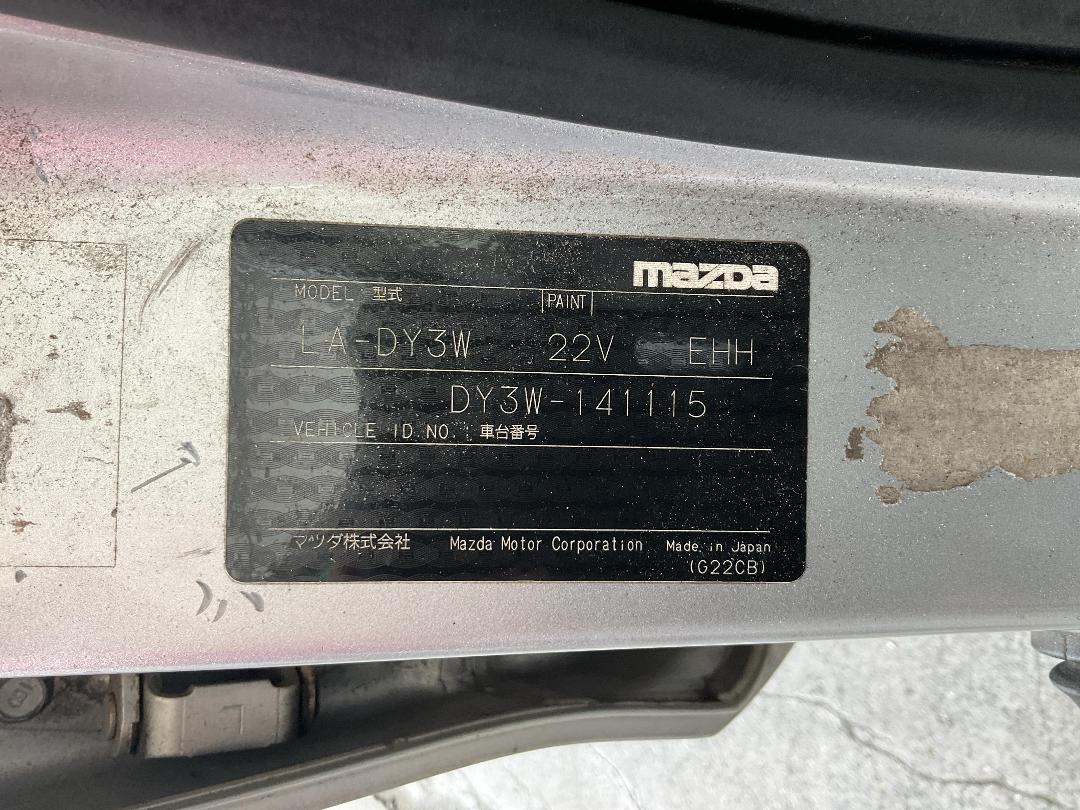 mazda
MODEL 型式 PAINT
LA-DY3W 22V EHH
DY3W-141115
VEHICLE ID NO. 車台番号
マツダ株式会社 Mazda Motor Corporation Made in Japan
(G22CB)